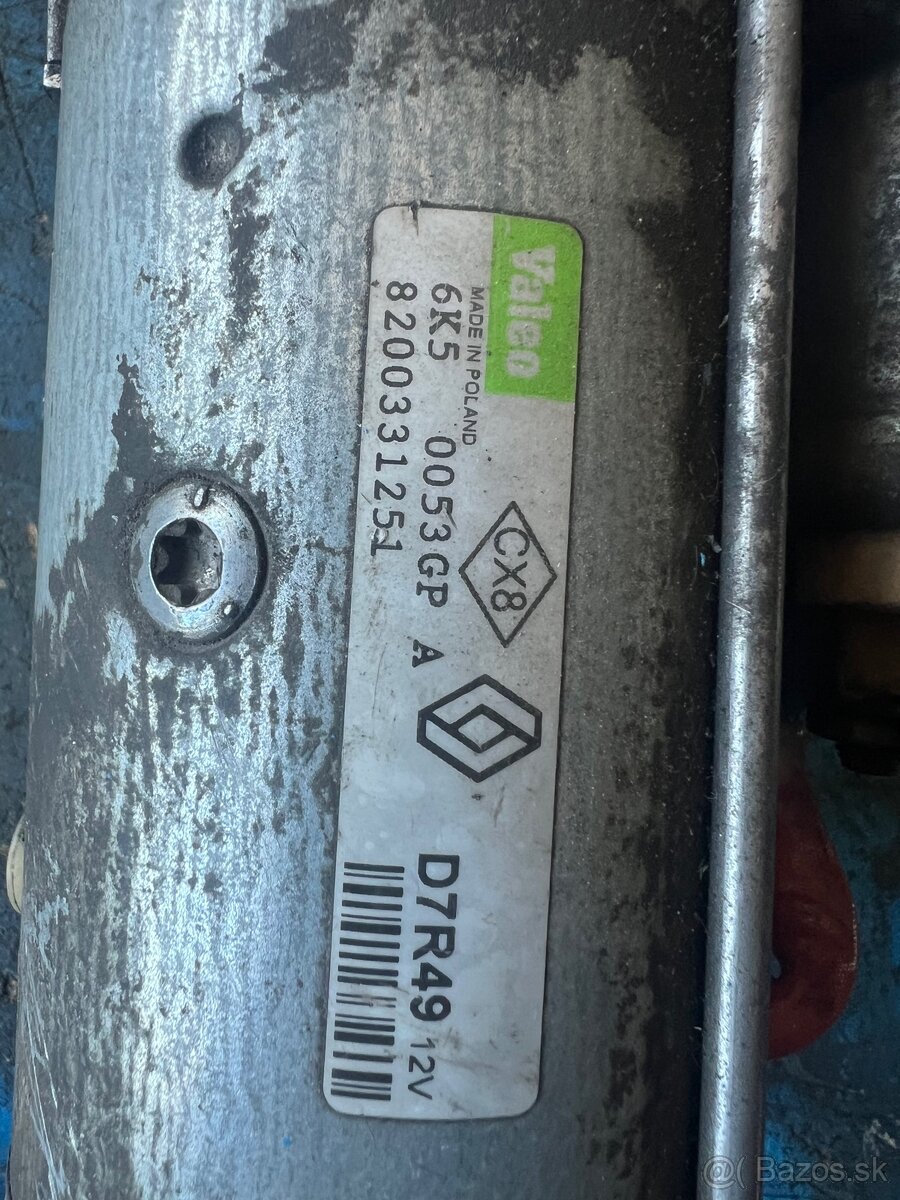 Valeo
MADE IN POLAND
6K5 0053GP A
8200331251
CX8
D7R49 12V
@( Bazos.sk